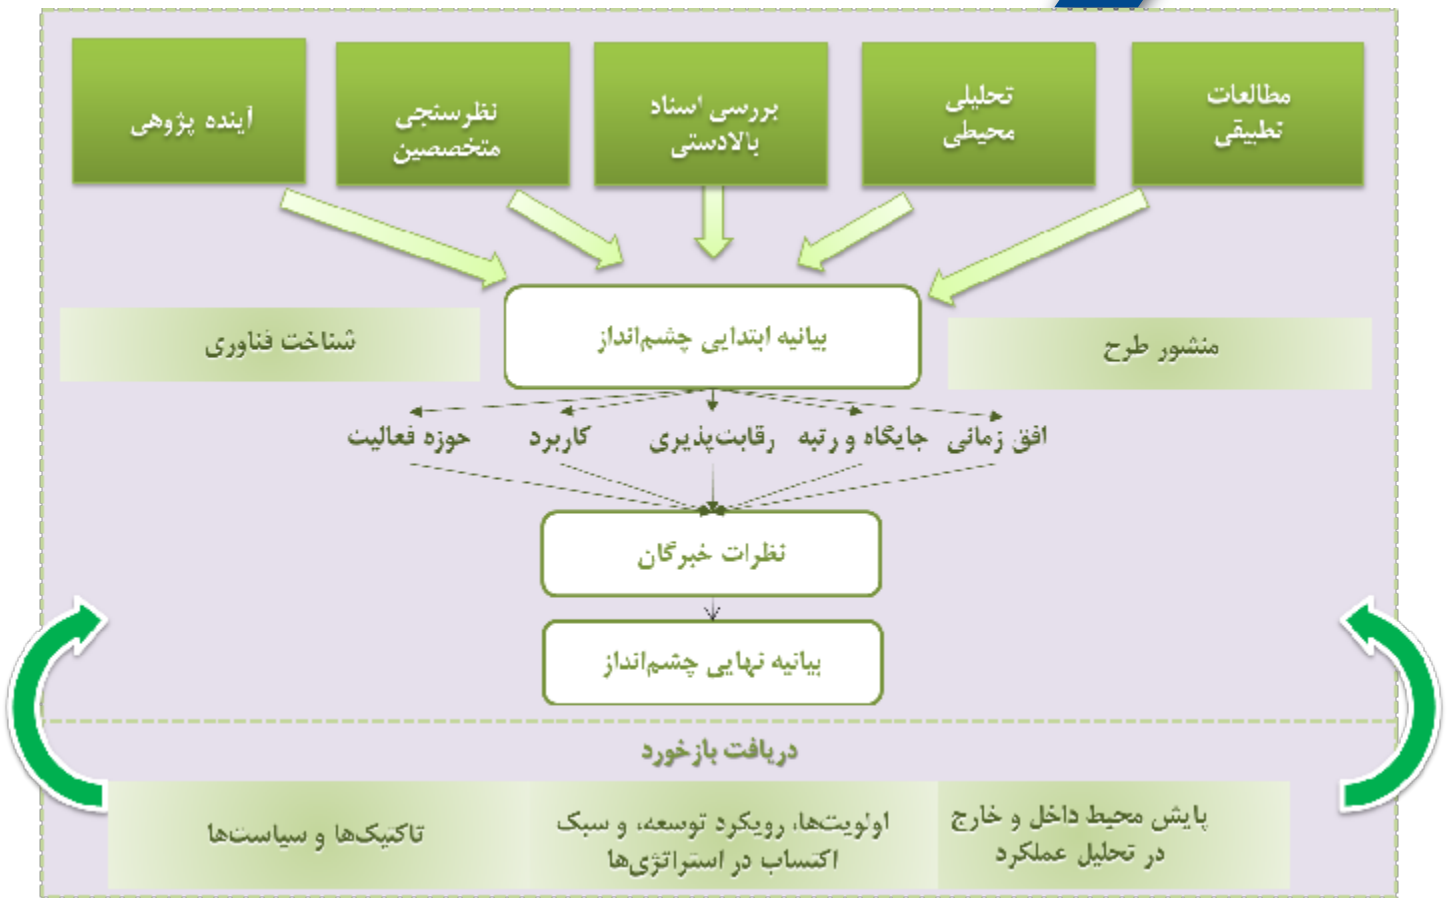 مطالعات
تطبیقی
تحلیلی
محیطی
بررسی اسناد
بالادستی
نظرسنجی
متخصصین
آینده پژوهی
منشور طرح
بیانیه ابتدایی چشم‌انداز
شناخت فناوری
افق زمانی
جایگاه و رتبه
رقابت‌پذیری
کاربرد
حوزه فعالیت
نظرات خبرگان
بیانیه نهایی چشم‌انداز
دریافت بازخورد
پایش محیط داخل و خارج
در تحلیل عملکرد
اولویت‌ها، رویکرد توسعه، و سبک
اکتساب در استراتژی‌ها
تاکتیک‌ها و سیاست‌ها